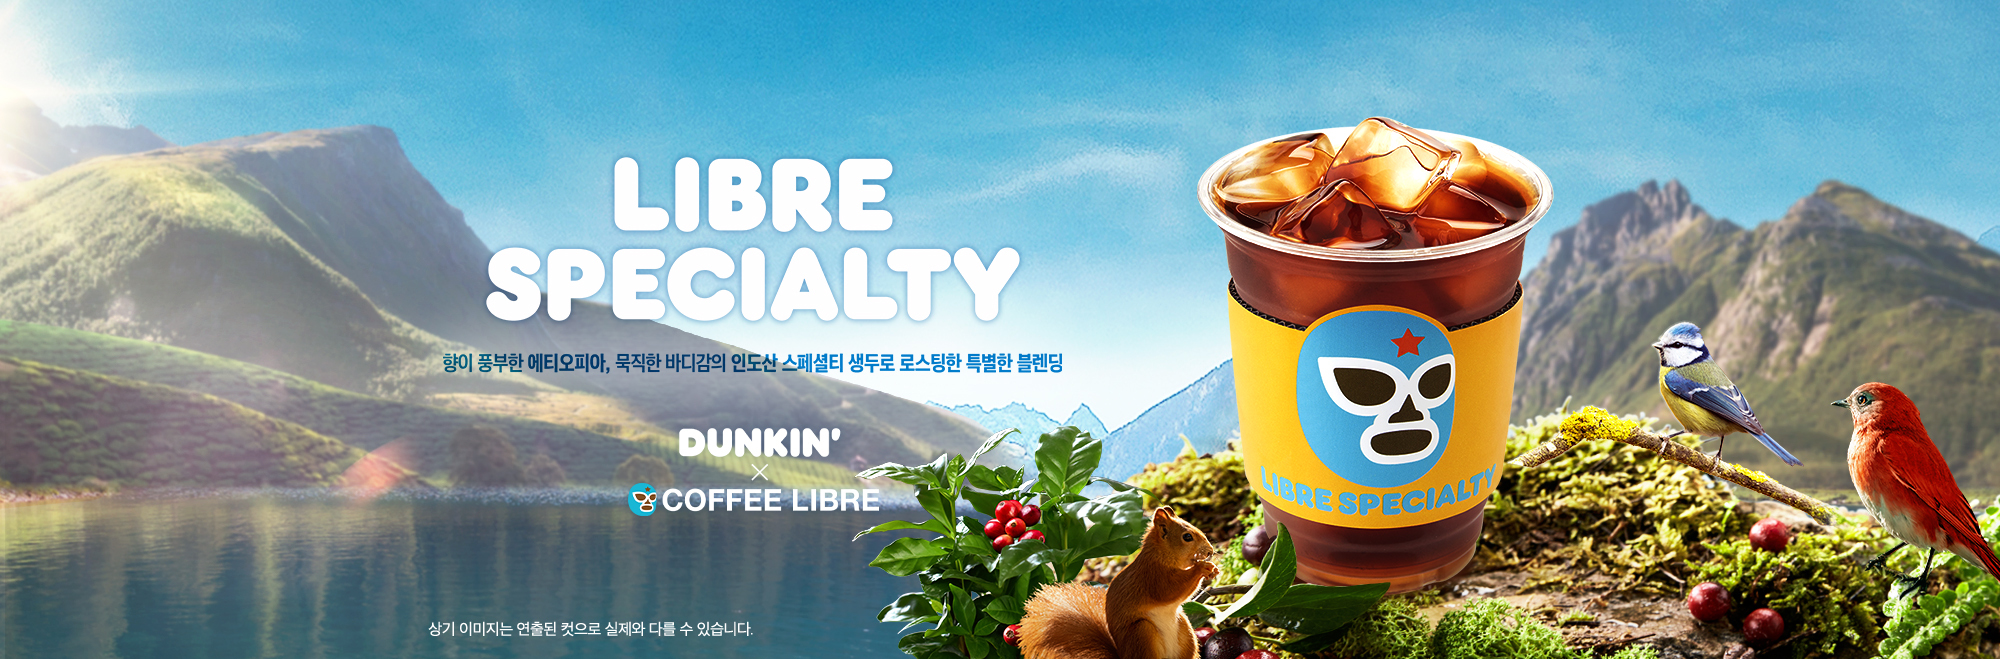 LIBRE
SPECIALTY
향이 풍부한 에티오피아, 묵직한 바디감의 인도산 스페셜티 생두로 로스팅한 특별한 블렌딩
DUNKIN'
×
COFFEE LIBRE
LIBRE SPECIALTY
상기 이미지는 연출된 컷으로 실제와 다를 수 있습니다.